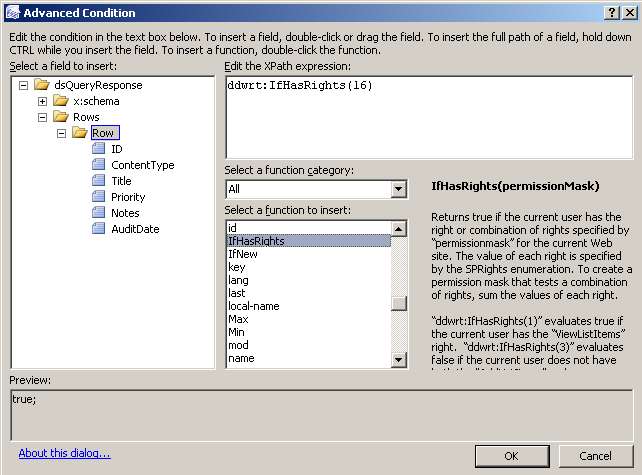 Advanced Condition
Edit the condition in the text box below. To insert a field, double-click or drag the field. To insert the full path of a field, hold down
CTRL while you insert the field. To insert a function, double-click the function.
Select a field to insert:
dsQueryResponse
x:schema
Rows
Row
ID
ContentType
Title
Priority
Notes
AuditDate
Edit the XPath expression:
ddwrt:IfHasRights(16)
Select a function category:
All
Select a function to insert:
id
IfHasRights
IfNew
key
lang
last
local-name
Max
Min
mod
name
IfHasRights(permissionMask)
Returns true if the current user has the
right or combination of rights specified by
"permissionmask" for the current Web
site. The value of each right is specified
by the SPRights enumeration. To create a
permission mask that tests a combination
of rights, sum the values of each right.
"ddwrt:IfHasRights(1)" evaluates true if
the current user has the "ViewListItems"
right. "ddwrt:IfHasRights(3)" evaluates
false if the current user does not have
Preview:
true;
About this dialog...
OK
Cancel